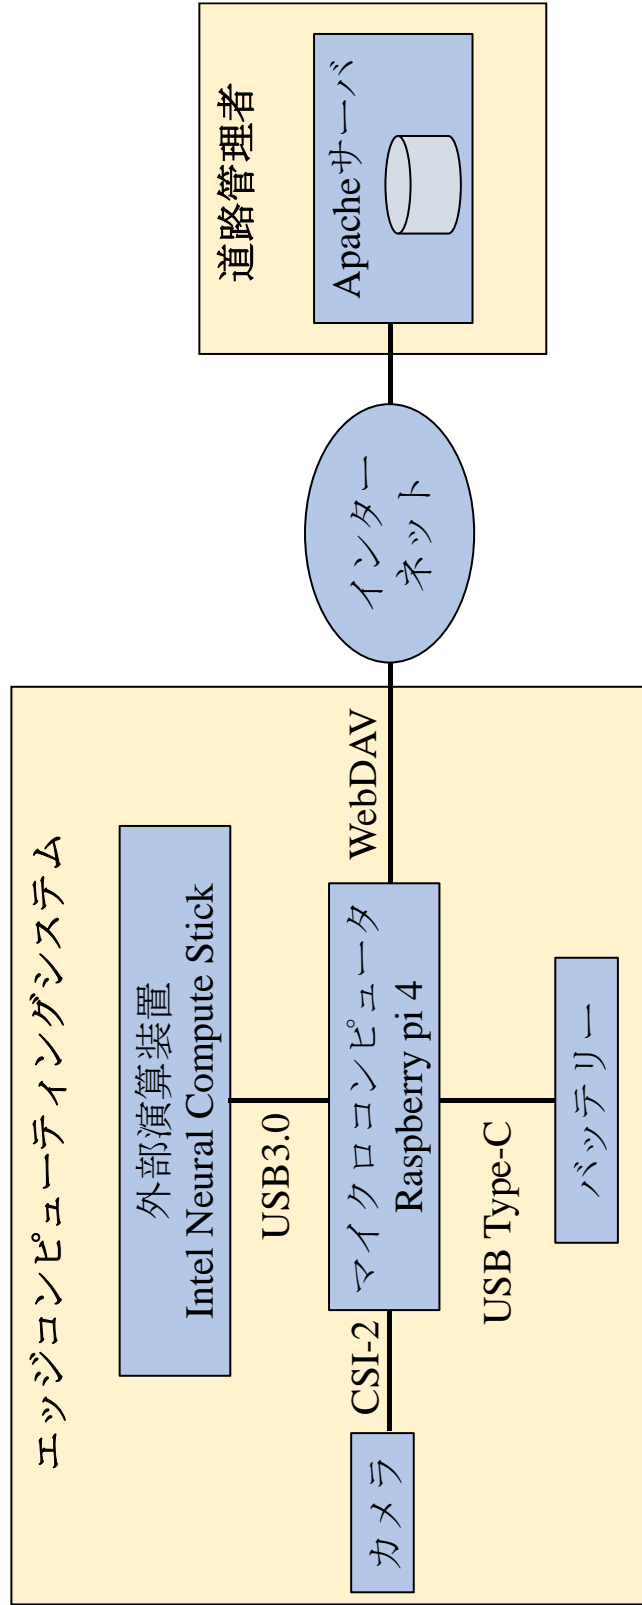 エッジコンピューティングシステム
外部演算装置
Intel Neural Compute Stick
USB3.0
カメラ
CSI-2
マイクロコンピュータ
Raspberry pi 4
WebDAV
USB Type-C
バッテリー
インター
ネット
道路管理者
Apacheサーバ